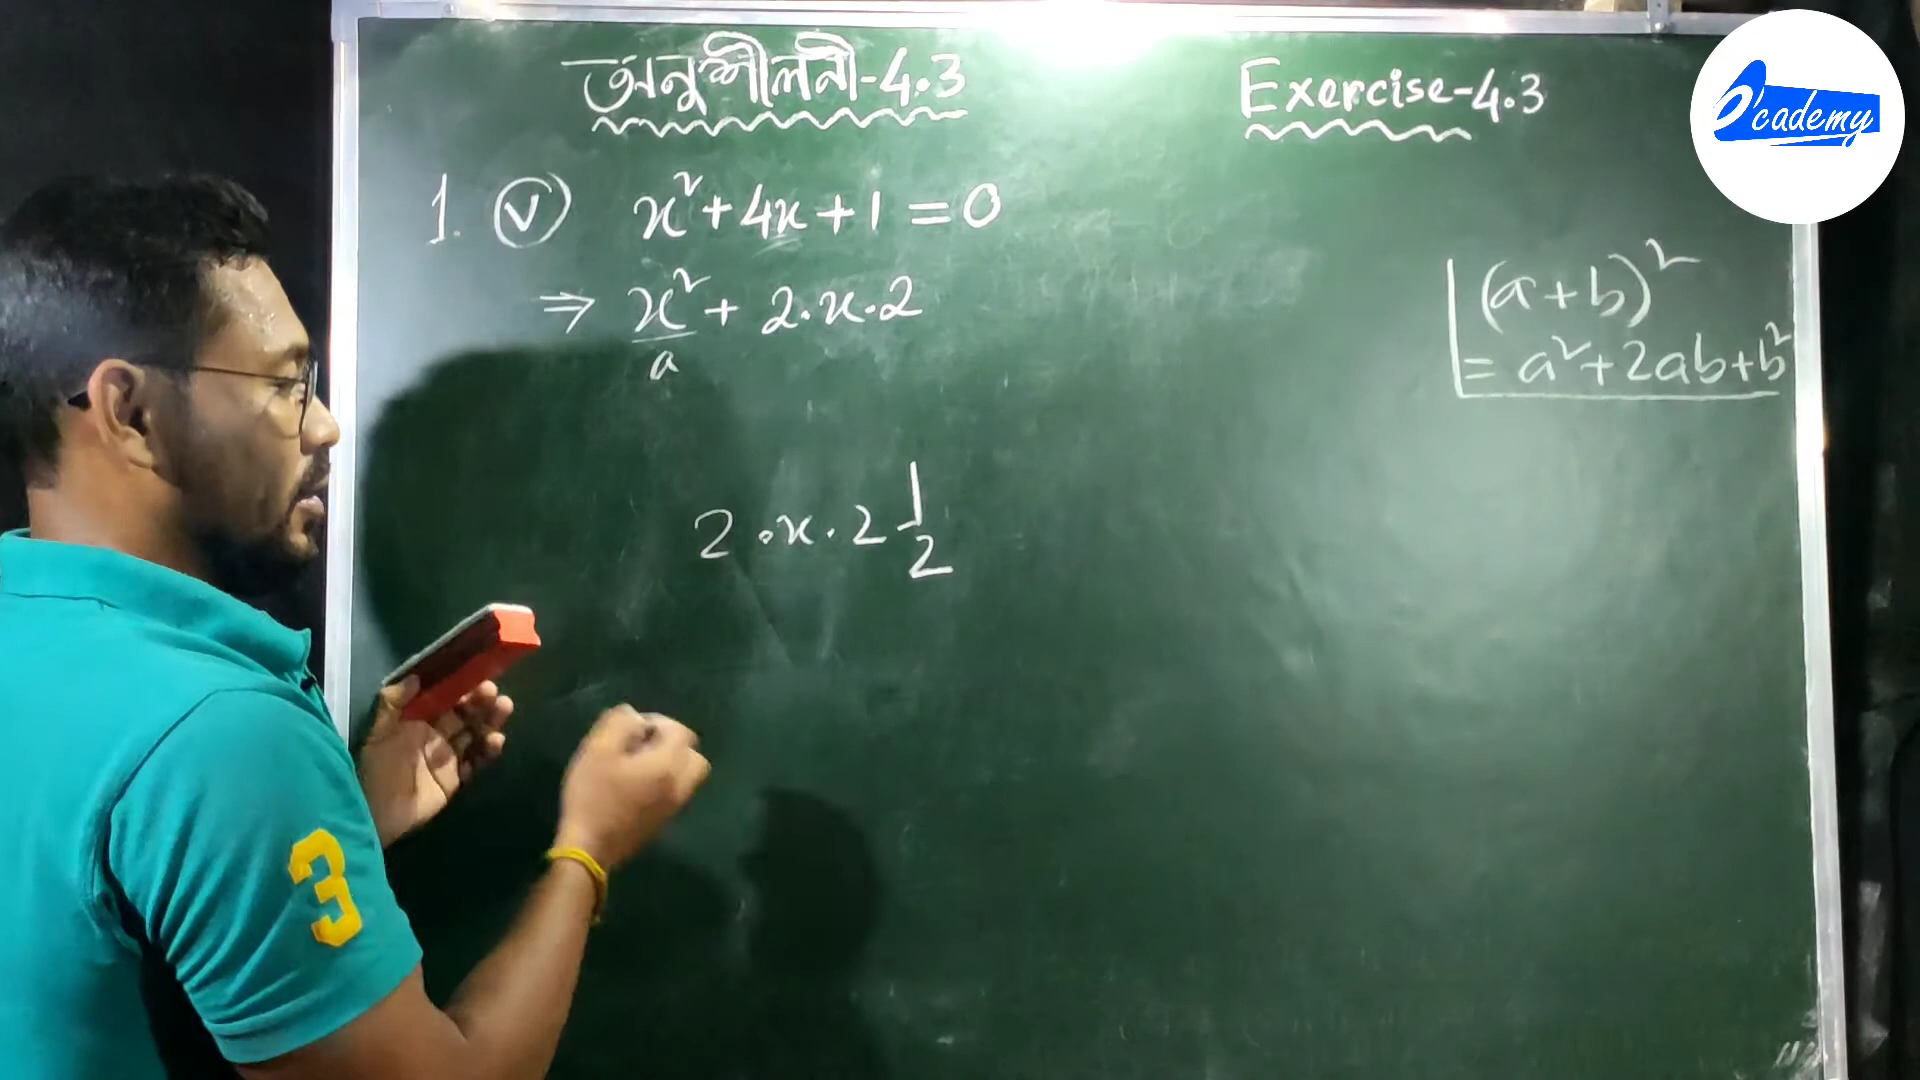 অনুশীলনী-4.3
Exercise-4.3
e'cademy
1. (v) x² + 4x + 1 = 0
⇒ x² + 2·x·2
a
(a+b)²
= a²+2ab+b²
2·x·2 1/2
3